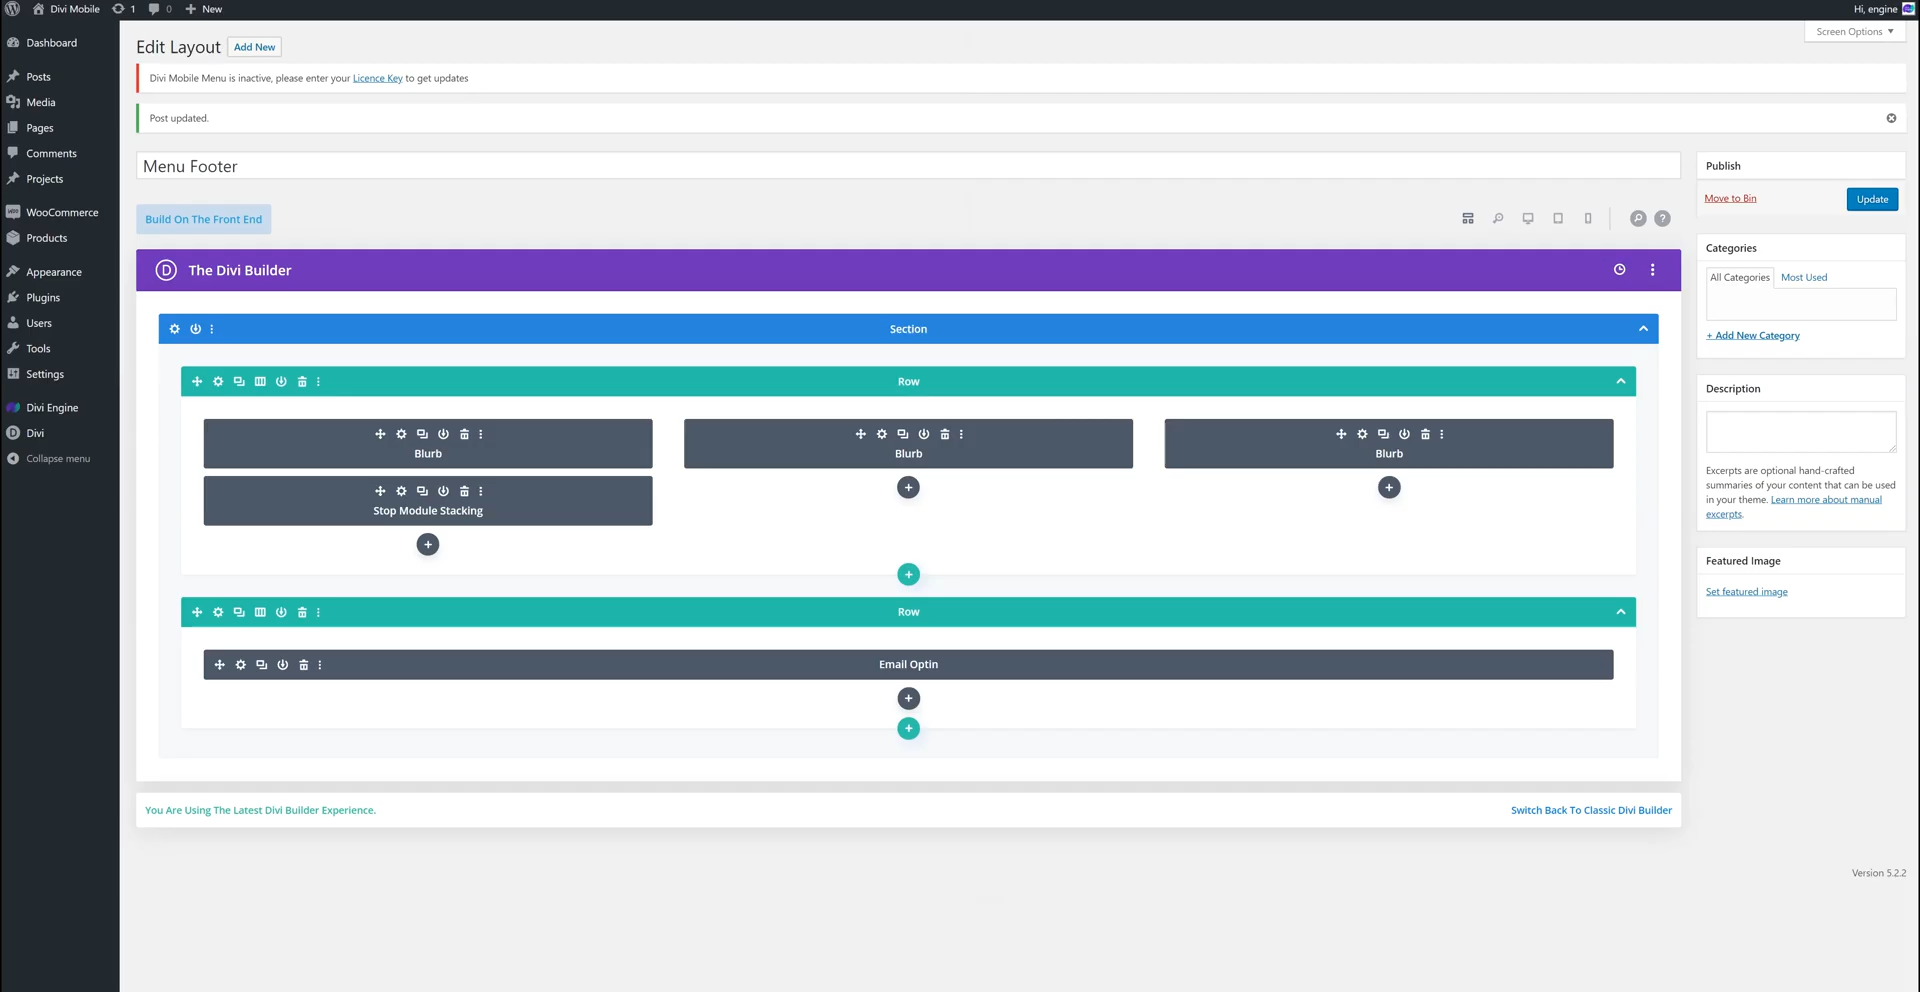 Divi Mobile 1 0 New Hi, engine
Screen Options ▼
Dashboard
Posts
Media
Pages
Comments
Projects
WooCommerce
Products
Appearance
Plugins
Users
Tools
Settings
Divi Engine
Divi
Collapse menu
Edit Layout Add New
Divi Mobile Menu is inactive, please enter your Licence Key to get updates
Post updated.
Menu Footer
Build On The Front End
?
D The Divi Builder
Section
Row
Blurb
Blurb
Blurb
Stop Module Stacking
Row
Email Optin
You Are Using The Latest Divi Builder Experience. Switch Back To Classic Divi Builder
Publish
Move to Bin Update
Categories
All Categories Most Used
+ Add New Category
Description
Excerpts are optional hand-crafted
summaries of your content that can be used
in your theme. Learn more about manual
excerpts.
Featured Image
Set featured image
Version 5.2.2